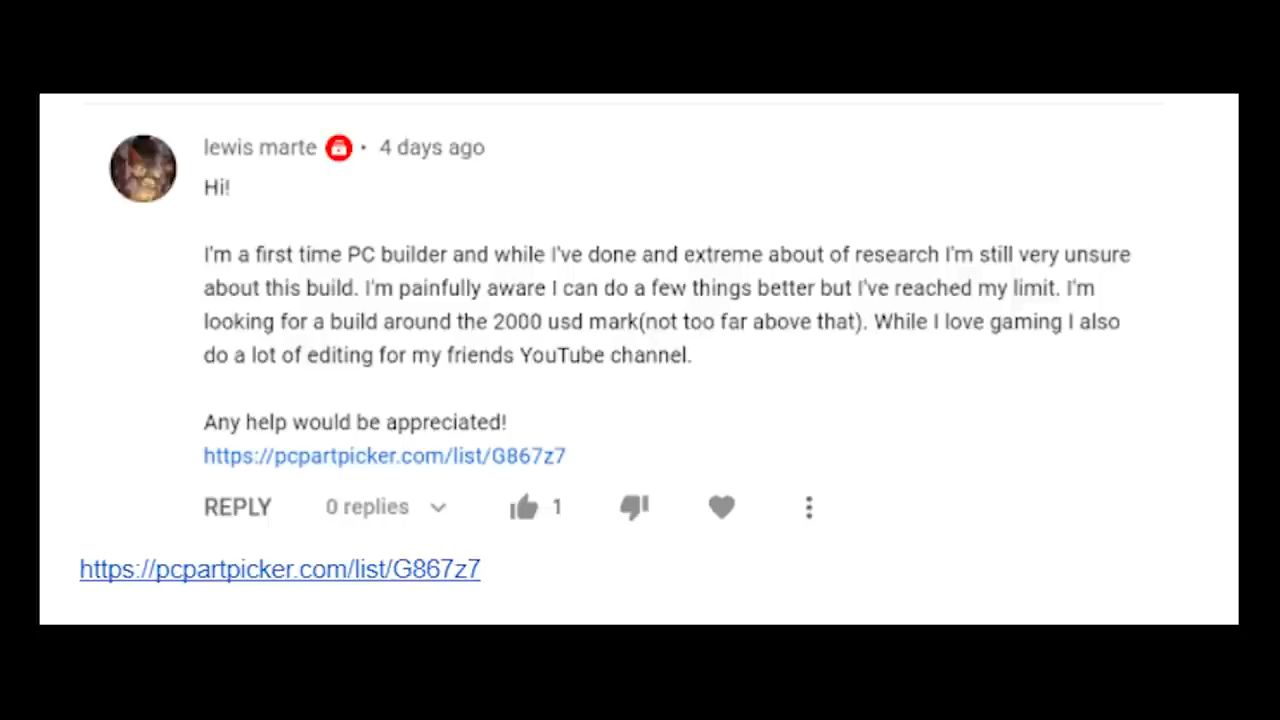 lewis marte • 4 days ago
Hi!
I'm a first time PC builder and while I've done and extreme about of research I'm still very unsure
about this build. I'm painfully aware I can do a few things better but I've reached my limit. I'm
looking for a build around the 2000 usd mark(not too far above that). While I love gaming I also
do a lot of editing for my friends YouTube channel.
Any help would be appreciated!
https://pcpartpicker.com/list/G867z7
REPLY 0 replies 1
https://pcpartpicker.com/list/G867z7